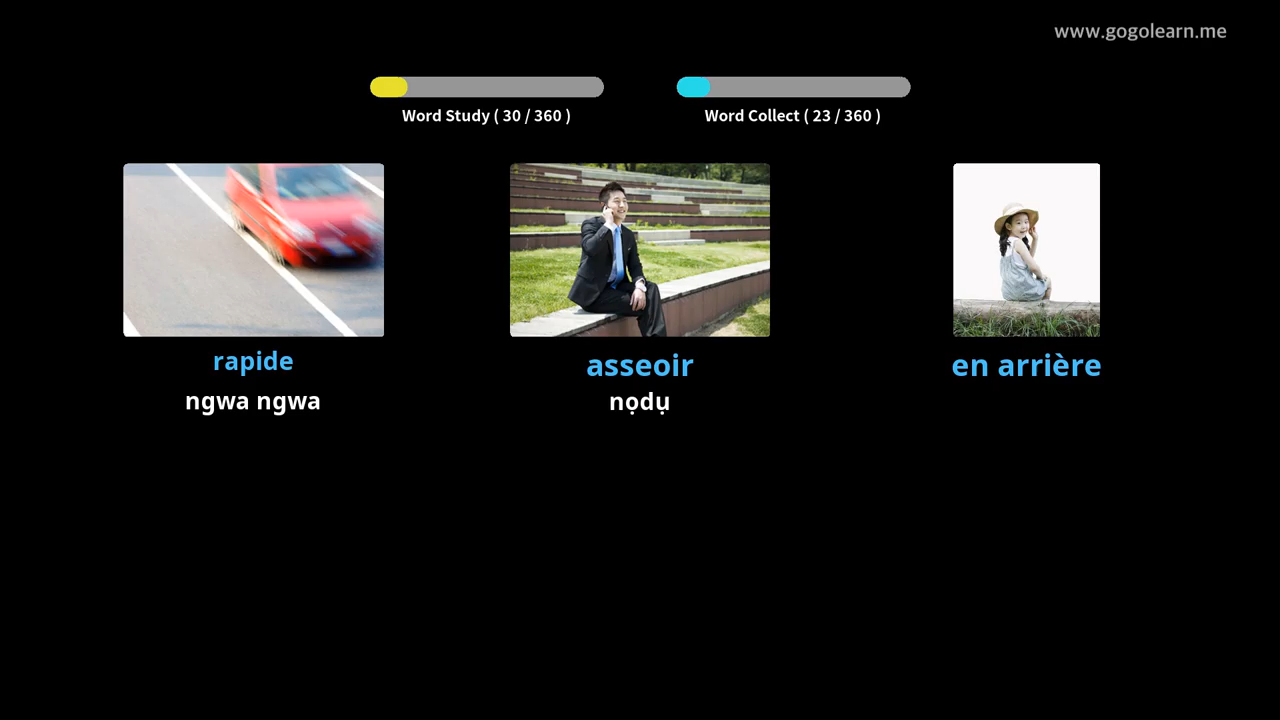 www.gogolearn.me
Word Study ( 30 / 360 )
Word Collect ( 23 / 360 )
rapide
ngwa ngwa
asseoir
nọdụ
en arrière